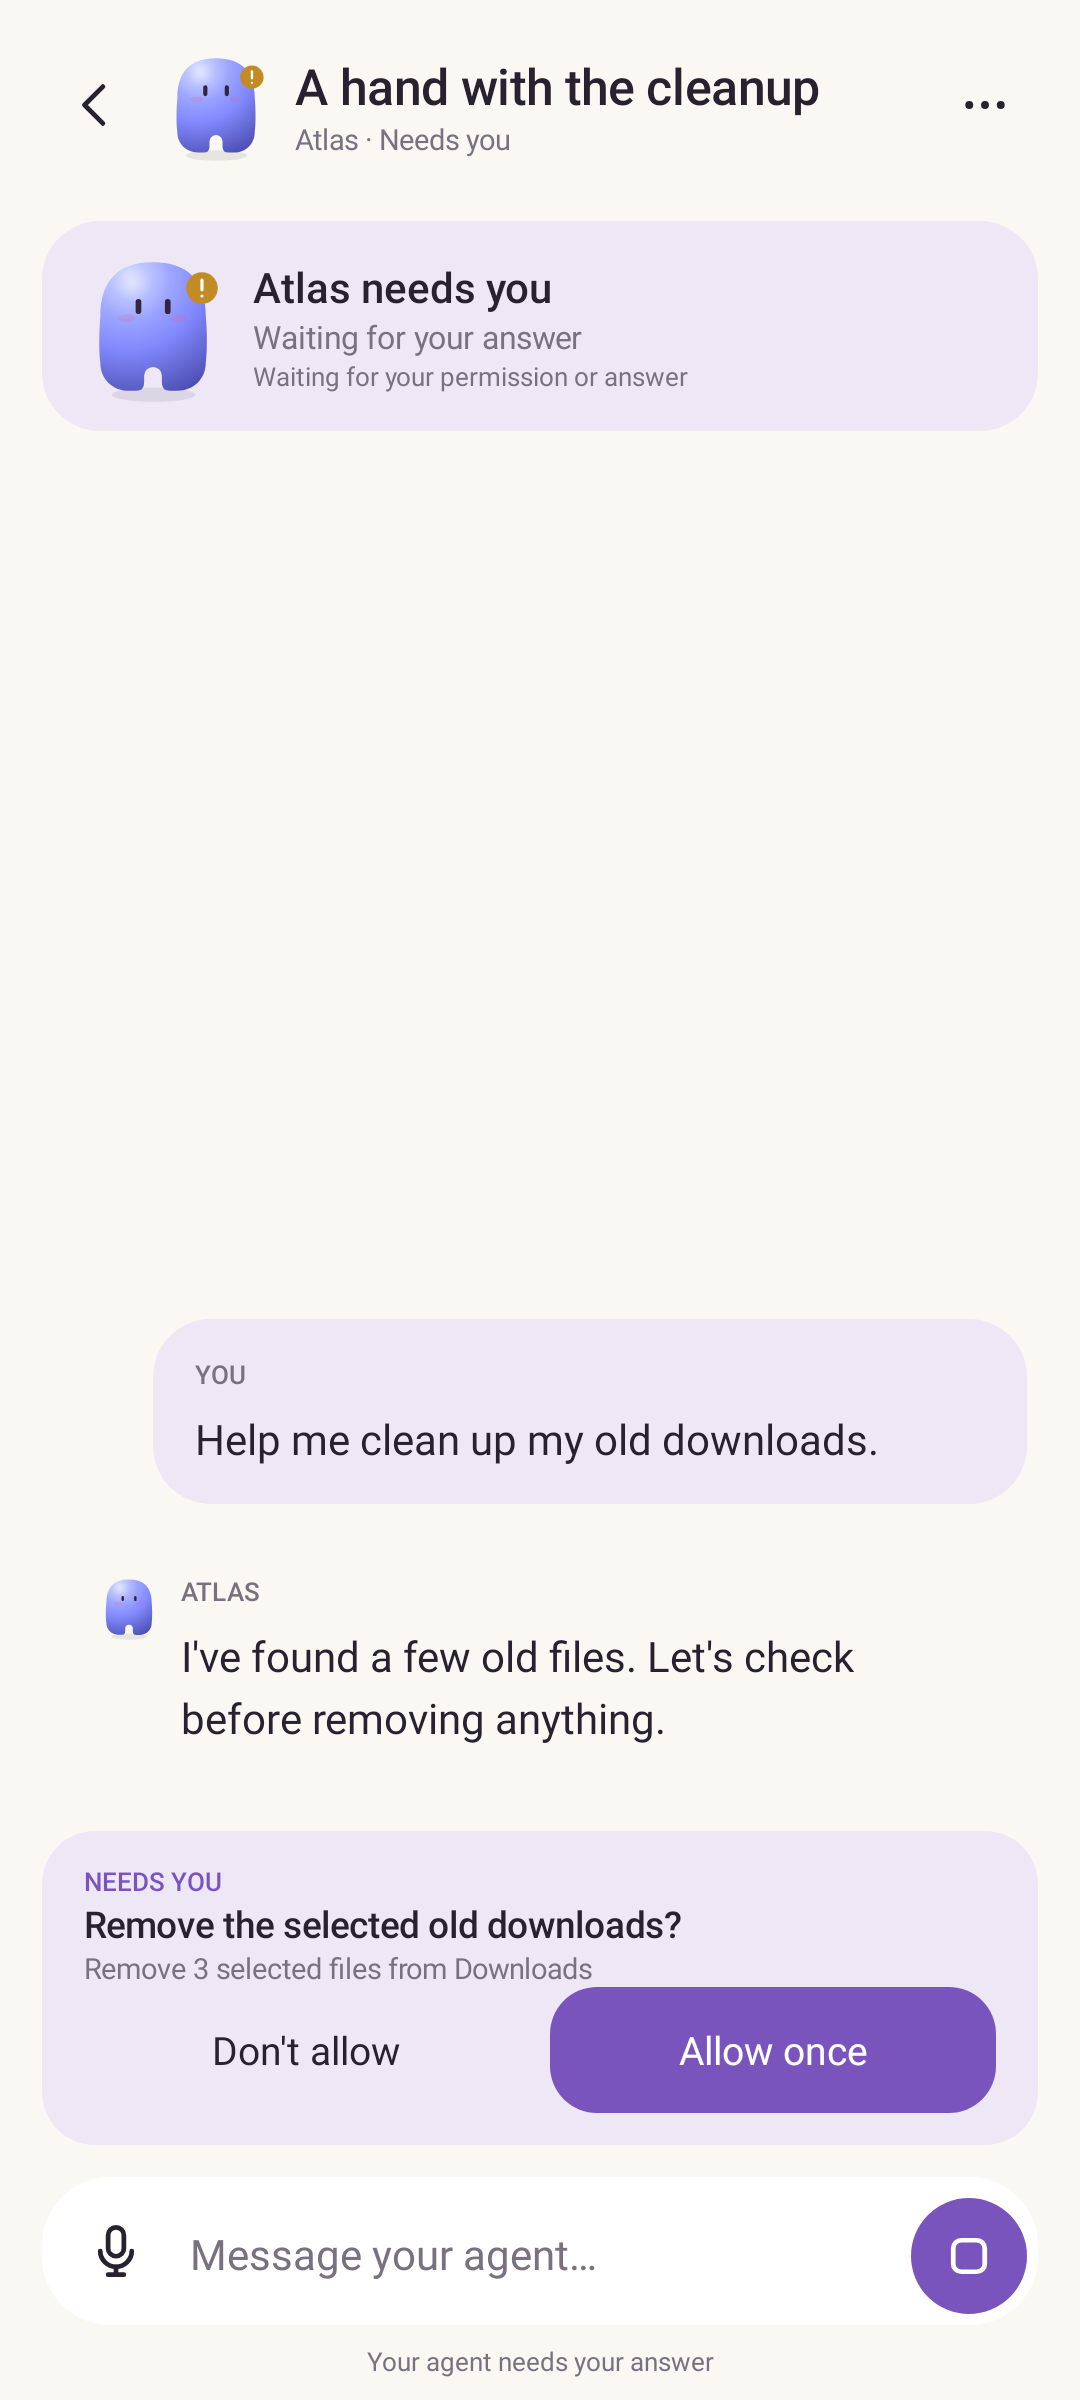 A hand with the cleanup
Atlas · Needs you
Atlas needs you
Waiting for your answer
Waiting for your permission or answer
YOU
Help me clean up my old downloads.
ATLAS
I've found a few old files. Let's check
before removing anything.
NEEDS YOU
Remove the selected old downloads?
Remove 3 selected files from Downloads
Don't allow
Allow once
Message your agent…
Your agent needs your answer